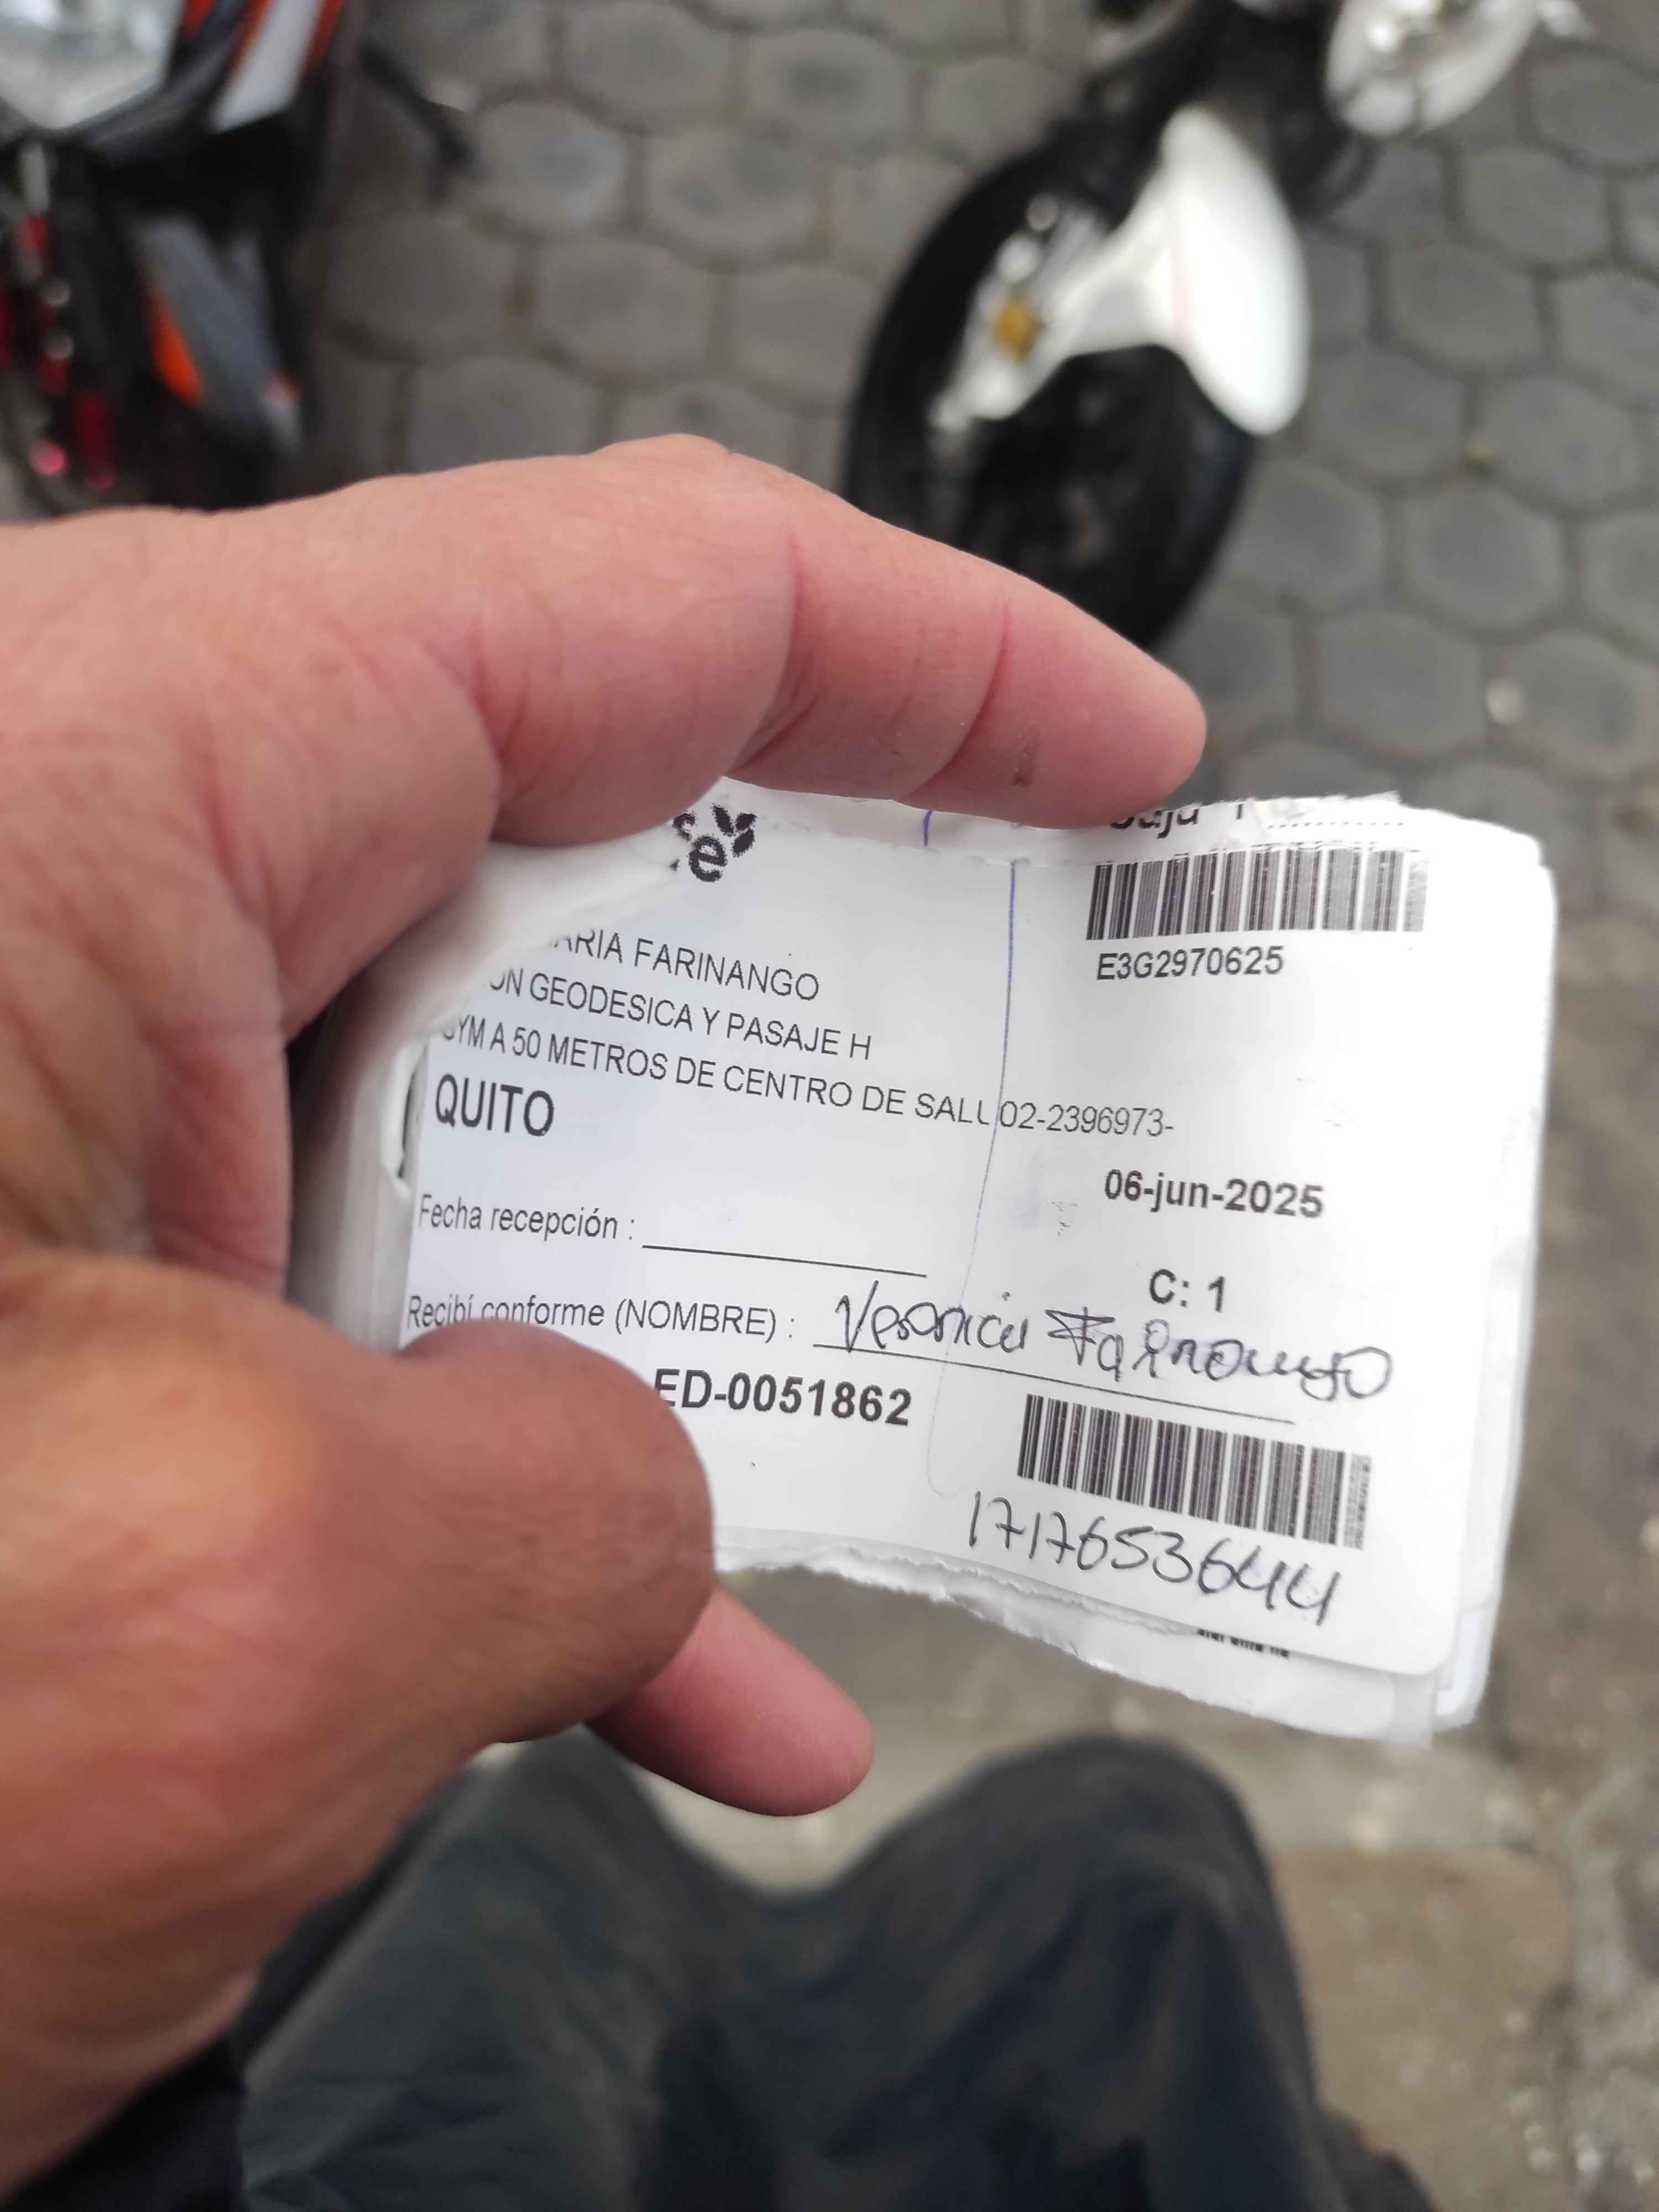 e
ARIA FARINANGO
E3G2970625
ON GEODESICA Y PASAJE H
GYM A 50 METROS DE CENTRO DE SALU 02-2396973-
QUITO
06-jun-2025
Fecha recepción :
C: 1
Recibí conforme (NOMBRE) : Veronica Farinango
ED-0051862
1717653644